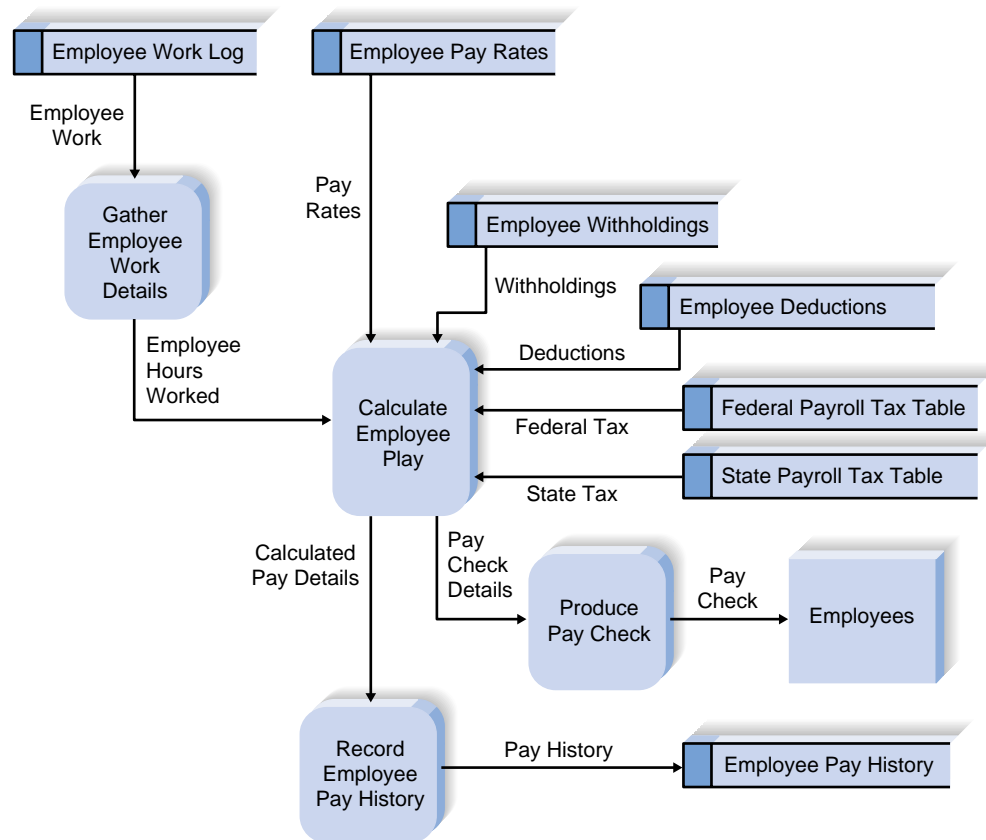 Employee Work Log
Employee Pay Rates
Employee
Work
Pay
Rates
Gather
Employee
Work
Details
Employee Withholdings
Withholdings
Employee Deductions
Deductions
Employee
Hours
Worked
Calculate
Employee
Play
Federal Payroll Tax Table
Federal Tax
State Payroll Tax Table
State Tax
Calculated
Pay Details
Pay
Check
Details
Produce
Pay Check
Pay
Check
Employees
Record
Employee
Pay History
Pay History
Employee Pay History